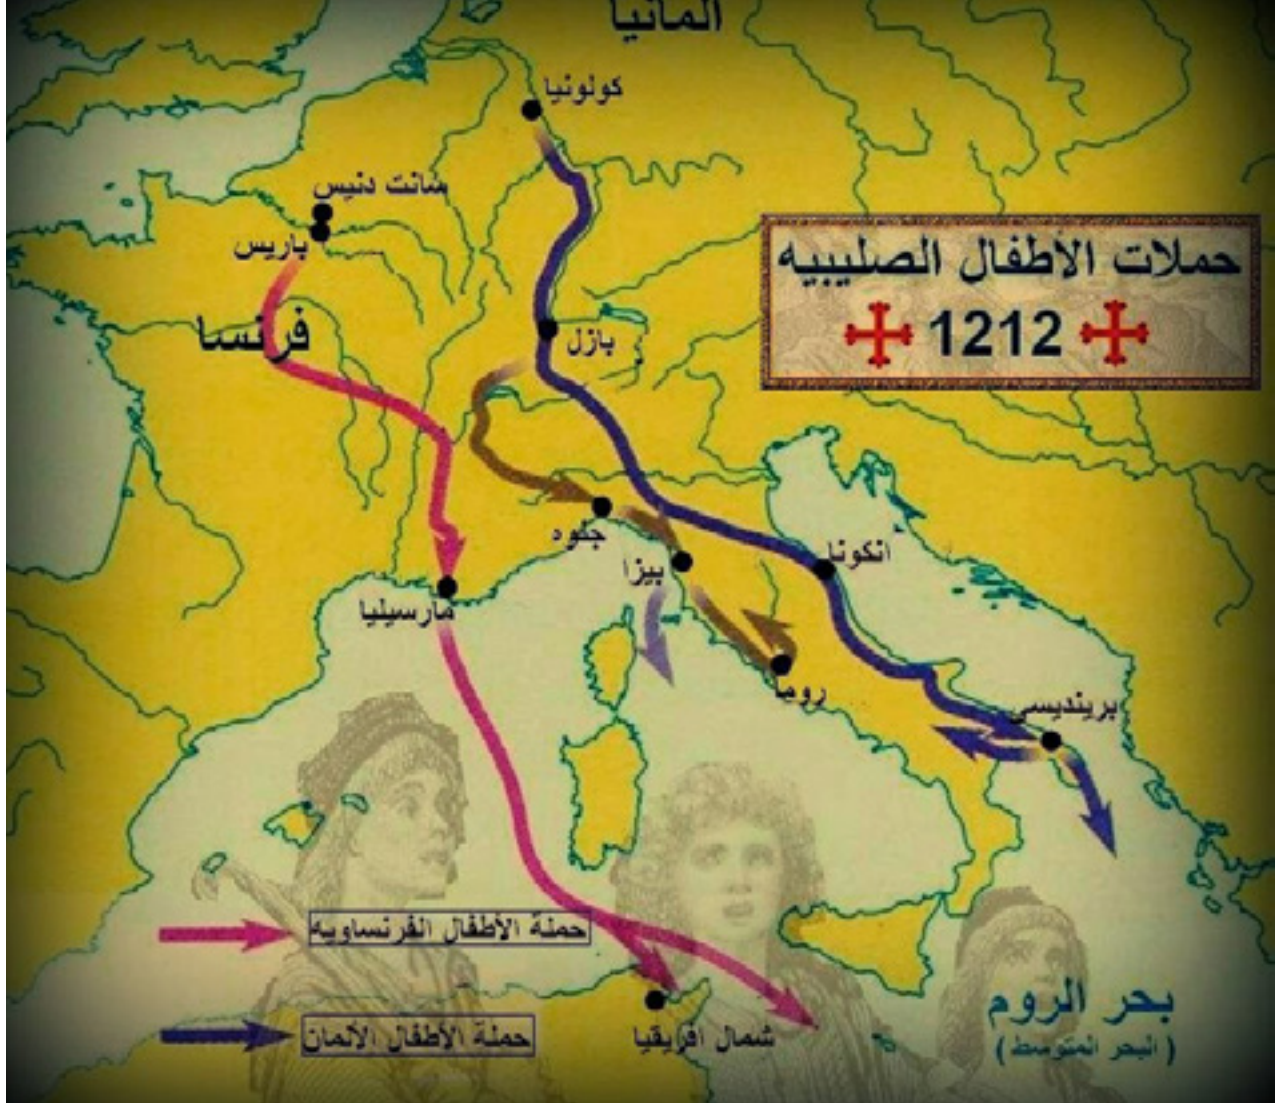 المانيا
كولونيا
سانت دنيس
باريس
حملات الأطفال الصليبيه
1212
فرنسا
بازل
جنوه
انكونا
بيزا
مارسيليا
روما
برينديسي
حملة الأطفال الفرنساويه
بحر الروم
حملة الأطفال الألمان
شمال افريقيا
(البحر المتوسط)